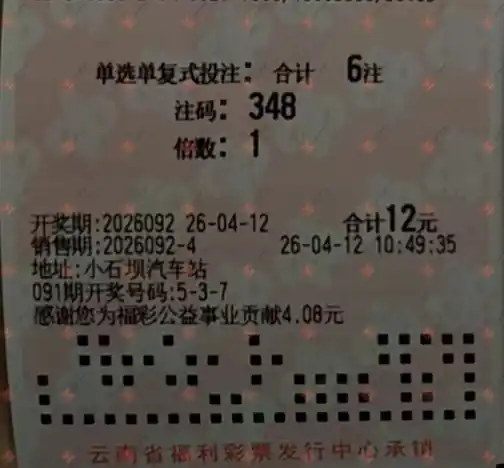 单选单复式投注: 合计 6注
注码: 348
倍数: 1
开奖期:2026092 26-04-12 合计12元
销售期:2026092-4 26-04-12 10:49:35
地址:小石坝汽车站
091期开奖号码:5-3-7
感谢您为福彩公益事业贡献4.08元
云南省福利彩票发行中心承销